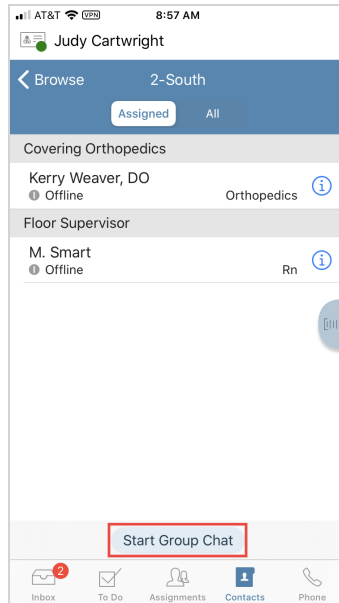 AT&T VPN 8:57 AM
Judy Cartwright
Browse 2-South
Assigned All
Covering Orthopedics
Kerry Weaver, DO
Offline Orthopedics
Floor Supervisor
M. Smart
Offline Rn
Start Group Chat
2
Inbox To Do Assignments Contacts Phone